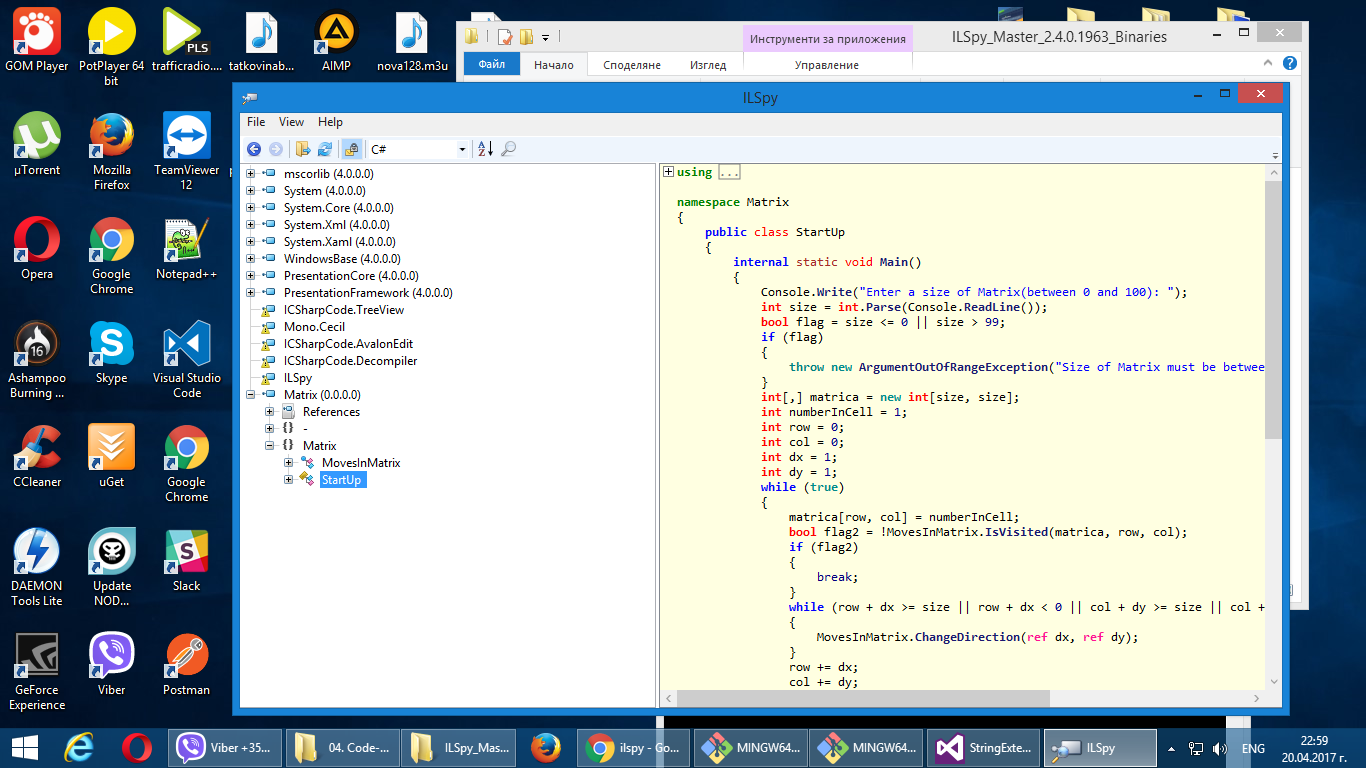 GOM Player
PotPlayer 64 bit
PLS
trafficradio....
tatkovinab...
AIMP
nova128.m3u
µTorrent
Mozilla Firefox
TeamViewer 12
Opera
Google Chrome
Notepad++
16
Ashampoo Burning ...
Skype
Visual Studio Code
CCleaner
uGet
Google Chrome
DAEMON Tools Lite
Update NOD...
Slack
GeForce Experience
Viber
Postman
Инструменти за приложения
ILSpy_Master_2.4.0.1963_Binaries
Файл Начало Споделяне Изглед Управление
ILSpy
File View Help
C#
mscorlib (4.0.0.0)
System (4.0.0.0)
System.Core (4.0.0.0)
System.Xml (4.0.0.0)
System.Xaml (4.0.0.0)
WindowsBase (4.0.0.0)
PresentationCore (4.0.0.0)
PresentationFramework (4.0.0.0)
ICSharpCode.TreeView
Mono.Cecil
ICSharpCode.AvalonEdit
ICSharpCode.Decompiler
ILSpy
Matrix (0.0.0.0)
References
{} -
{} Matrix
MovesInMatrix
StartUp
using ...
namespace Matrix
{
public class StartUp
{
internal static void Main()
{
Console.Write("Enter a size of Matrix(between 0 and 100): ");
int size = int.Parse(Console.ReadLine());
bool flag = size <= 0 || size > 99;
if (flag)
{
throw new ArgumentOutOfRangeException("Size of Matrix must be betwee
}
int[,] matrica = new int[size, size];
int numberInCell = 1;
int row = 0;
int col = 0;
int dx = 1;
int dy = 1;
while (true)
{
matrica[row, col] = numberInCell;
bool flag2 = !MovesInMatrix.IsVisited(matrica, row, col);
if (flag2)
{
break;
}
while (row + dx >= size || row + dx < 0 || col + dy >= size || col +
{
MovesInMatrix.ChangeDirection(ref dx, ref dy);
}
row += dx;
col += dy;
Viber +35...
04. Code-...
ILSpy_Mas...
ilspy - Go...
MINGW64...
MINGW64...
StringExte...
ILSpy
ENG
22:59
20.04.2017 г.